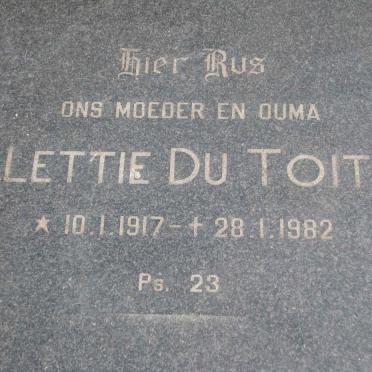 Hier Rus
ONS MOEDER EN OUMA
LETTIE DU TOIT
★ 10.1.1917 - ✝ 28.1.1982
Ps. 23